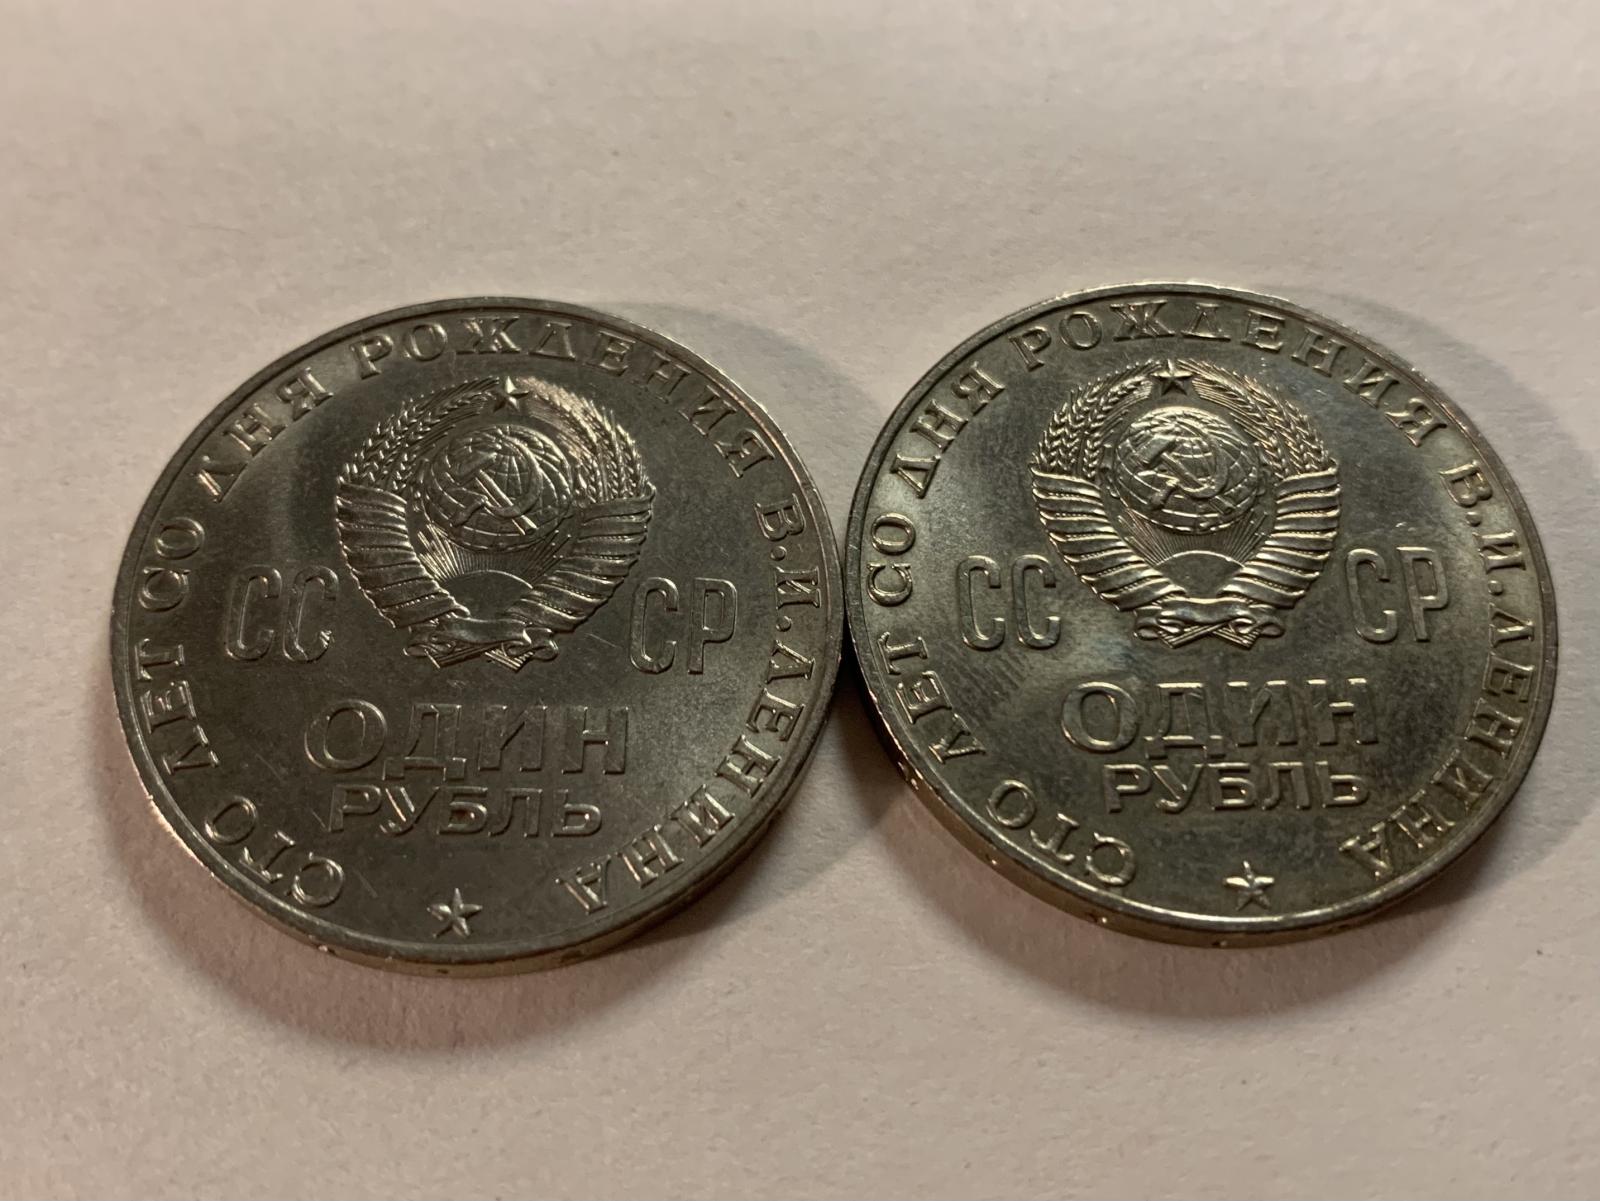 СТО ЛЕТ СО ДНЯ РОЖДЕНИЯ В.И.ЛЕНИНА
СС СР
ОДИН
РУБЛЬ
СТО ЛЕТ СО ДНЯ РОЖДЕНИЯ В.И.ЛЕНИНА
СС СР
ОДИН
РУБЛЬ